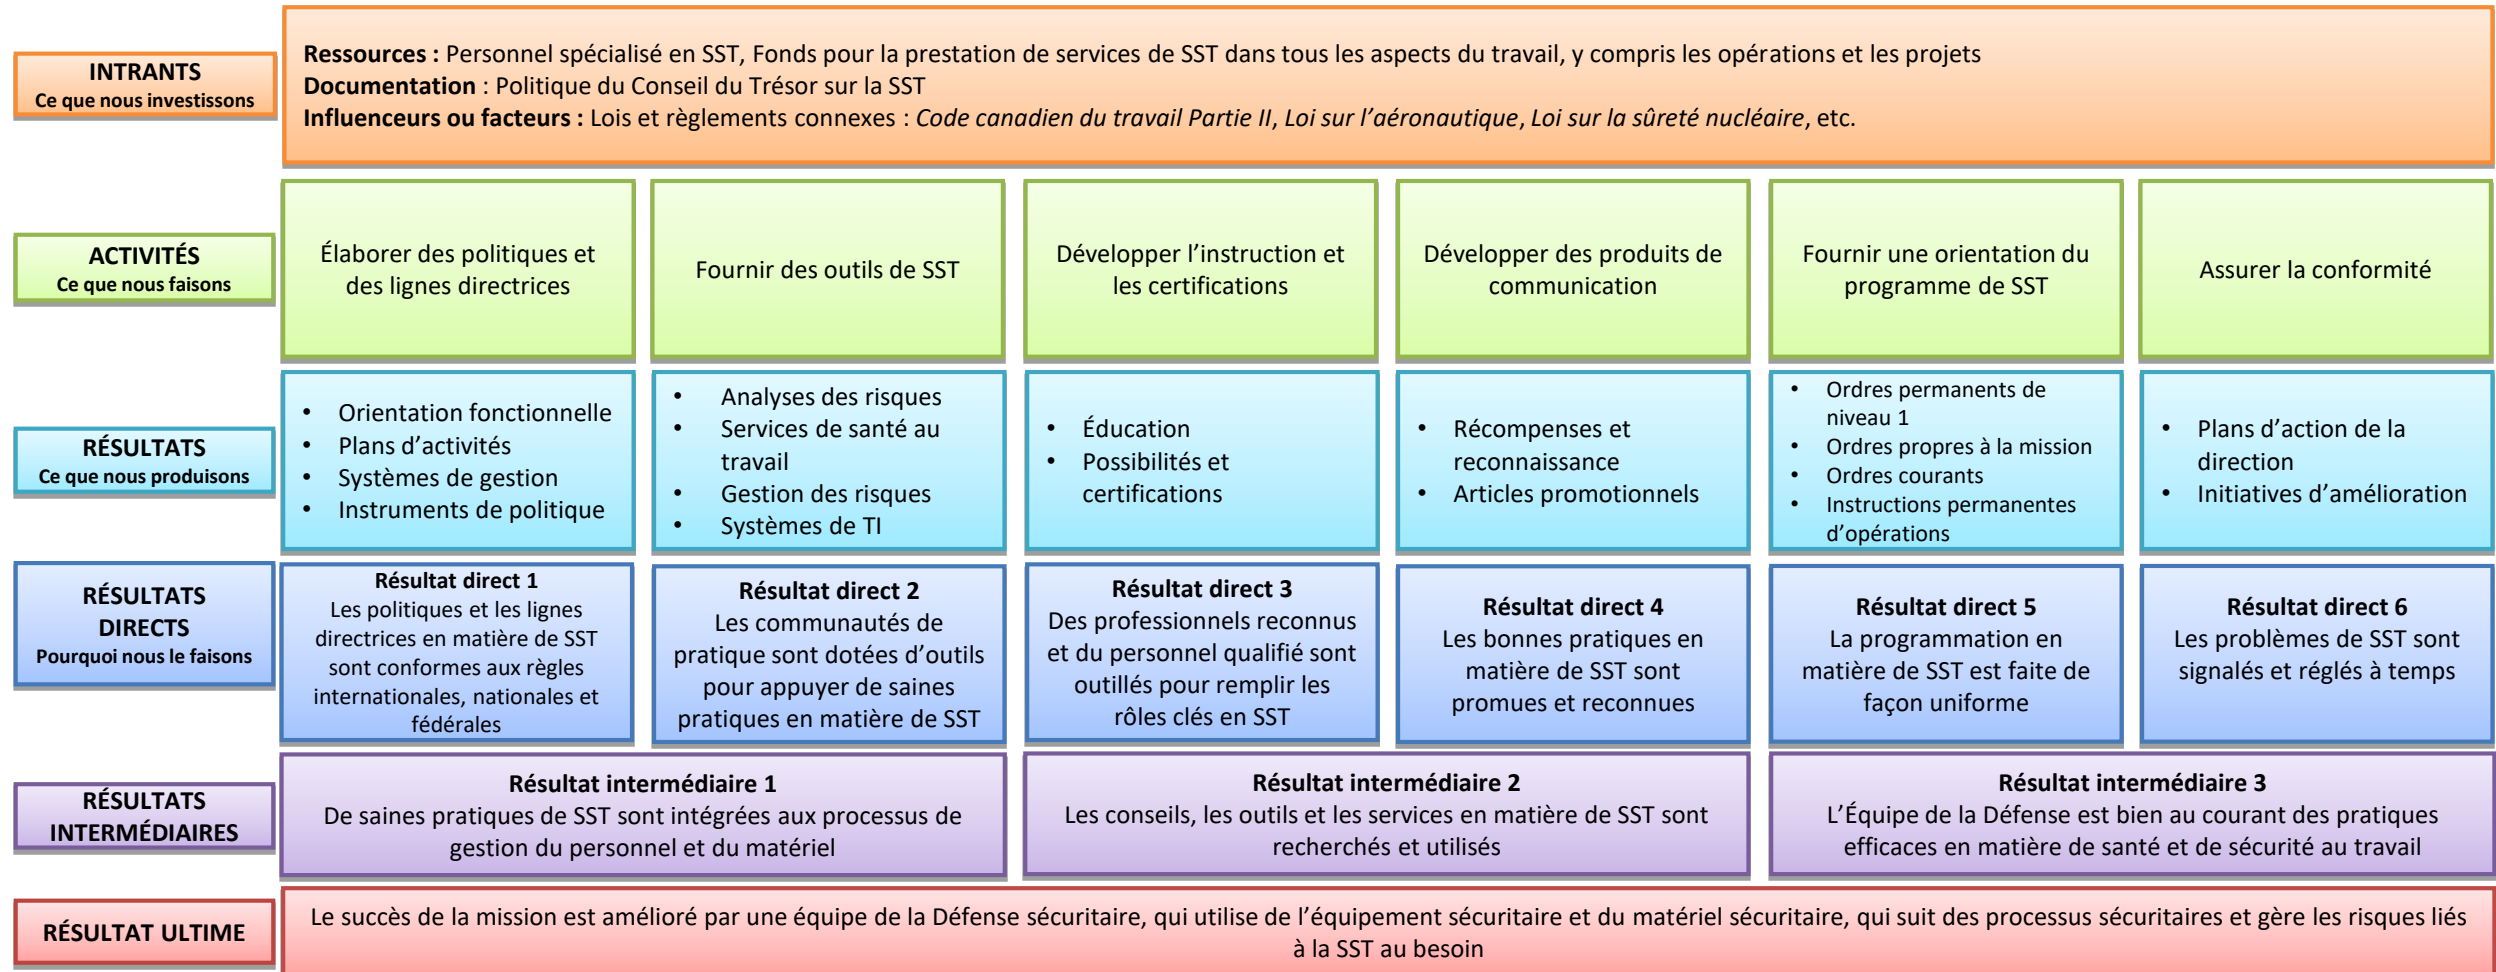 INTRANTS
Ce que nous investissons
Ressources : Personnel spécialisé en SST, Fonds pour la prestation de services de SST dans tous les aspects du travail, y compris les opérations et les projets
Documentation : Politique du Conseil du Trésor sur la SST
Influenceurs ou facteurs : Lois et règlements connexes : Code canadien du travail Partie II, Loi sur l’aéronautique, Loi sur la sûreté nucléaire, etc.
ACTIVITÉS
Ce que nous faisons
Élaborer des politiques et
des lignes directrices
Fournir des outils de SST
Développer l’instruction et
les certifications
Développer des produits de
communication
Fournir une orientation du
programme de SST
Assurer la conformité
RÉSULTATS
Ce que nous produisons
• Orientation fonctionnelle
• Plans d’activités
• Systèmes de gestion
• Instruments de politique
• Analyses des risques
• Services de santé au
travail
• Gestion des risques
• Systèmes de TI
• Éducation
• Possibilités et
certifications
• Récompenses et
reconnaissance
• Articles promotionnels
• Ordres permanents de
niveau 1
• Ordres propres à la mission
• Ordres courants
• Instructions permanentes
d’opérations
• Plans d’action de la
direction
• Initiatives d’amélioration
RÉSULTATS
DIRECTS
Pourquoi nous le faisons
Résultat direct 1
Les politiques et les lignes
directrices en matière de SST
sont conformes aux règles
internationales, nationales et
fédérales
Résultat direct 2
Les communautés de
pratique sont dotées d’outils
pour appuyer de saines
pratiques en matière de SST
Résultat direct 3
Des professionnels reconnus
et du personnel qualifié sont
outillés pour remplir les
rôles clés en SST
Résultat direct 4
Les bonnes pratiques en
matière de SST sont
promues et reconnues
Résultat direct 5
La programmation en
matière de SST est faite de
façon uniforme
Résultat direct 6
Les problèmes de SST sont
signalés et réglés à temps
RÉSULTATS
INTERMÉDIAIRES
Résultat intermédiaire 1
De saines pratiques de SST sont intégrées aux processus de
gestion du personnel et du matériel
Résultat intermédiaire 2
Les conseils, les outils et les services en matière de SST sont
recherchés et utilisés
Résultat intermédiaire 3
L’Équipe de la Défense est bien au courant des pratiques
efficaces en matière de santé et de sécurité au travail
RÉSULTAT ULTIME
Le succès de la mission est amélioré par une équipe de la Défense sécuritaire, qui utilise de l’équipement sécuritaire et du matériel sécuritaire, qui suit des processus sécuritaires et gère les risques liés
à la SST au besoin